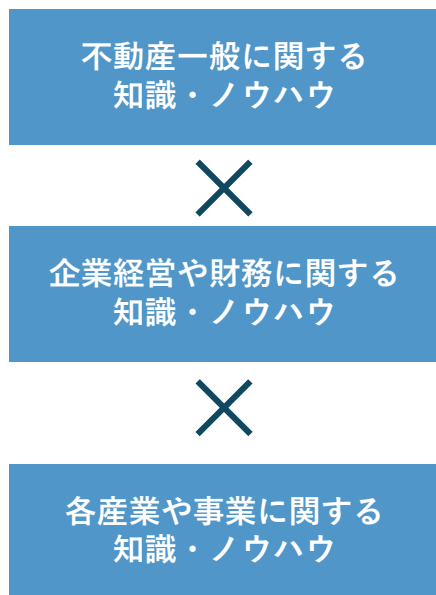 不動産一般に関する
知識・ノウハウ
×
企業経営や財務に関する
知識・ノウハウ
×
各産業や事業に関する
知識・ノウハウ